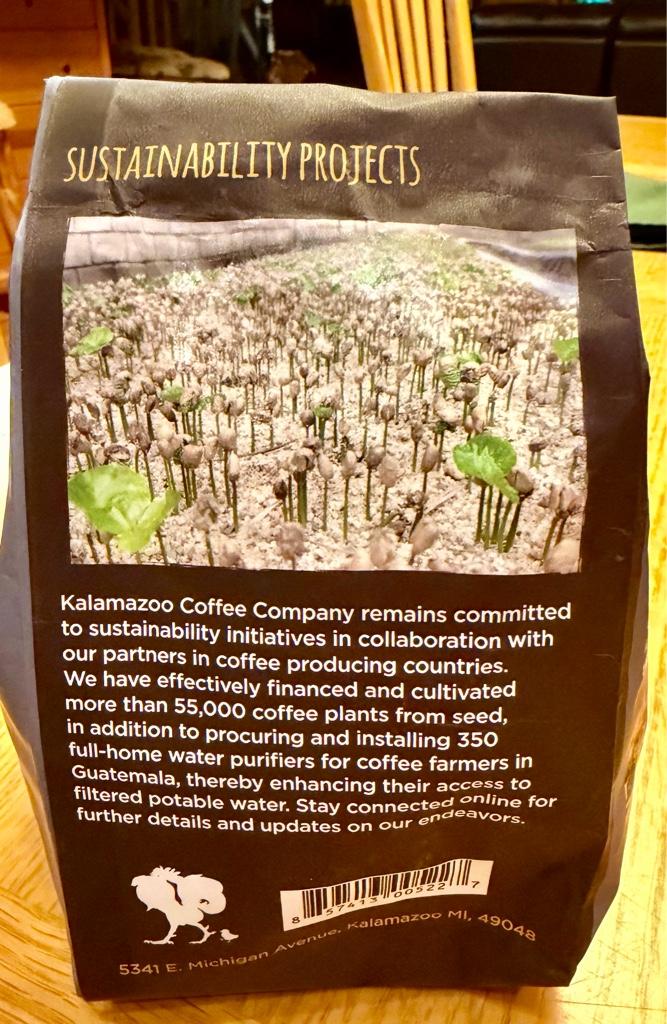 SUSTAINABILITY PROJECTS
Kalamazoo Coffee Company remains committed
to sustainability initiatives in collaboration with
our partners in coffee producing countries.
We have effectively financed and cultivated
more than 55,000 coffee plants from seed,
in addition to procuring and installing 350
full-home water purifiers for coffee farmers in
Guatemala, thereby enhancing their access to
filtered potable water. Stay connected online for
further details and updates on our endeavors.
8 57413 00522 7
5341 E. Michigan Avenue, Kalamazoo MI, 49048